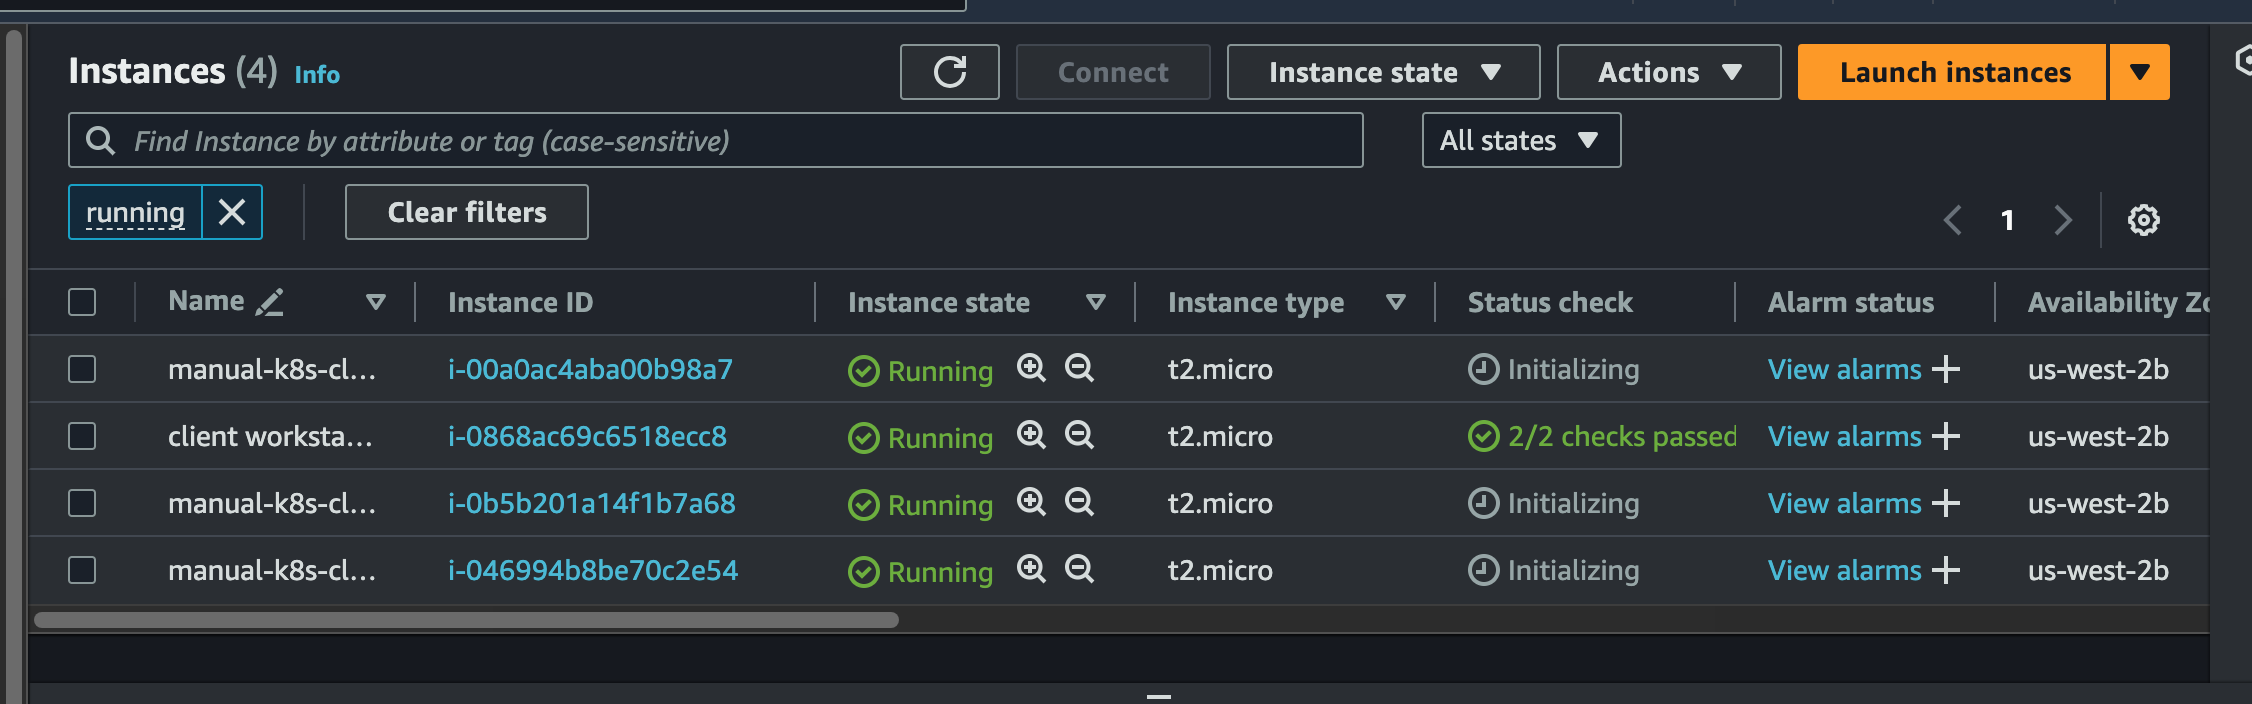 Instances (4) Info Connect Instance state Actions Launch instances
Find Instance by attribute or tag (case-sensitive) All states
running Clear filters 1
Name Instance ID Instance state Instance type Status check Alarm status Availability Zo
manual-k8s-cl... i-00a0ac4aba00b98a7 Running t2.micro Initializing View alarms + us-west-2b
client worksta... i-0868ac69c6518ecc8 Running t2.micro 2/2 checks passed View alarms + us-west-2b
manual-k8s-cl... i-0b5b201a14f1b7a68 Running t2.micro Initializing View alarms + us-west-2b
manual-k8s-cl... i-046994b8be70c2e54 Running t2.micro Initializing View alarms + us-west-2b